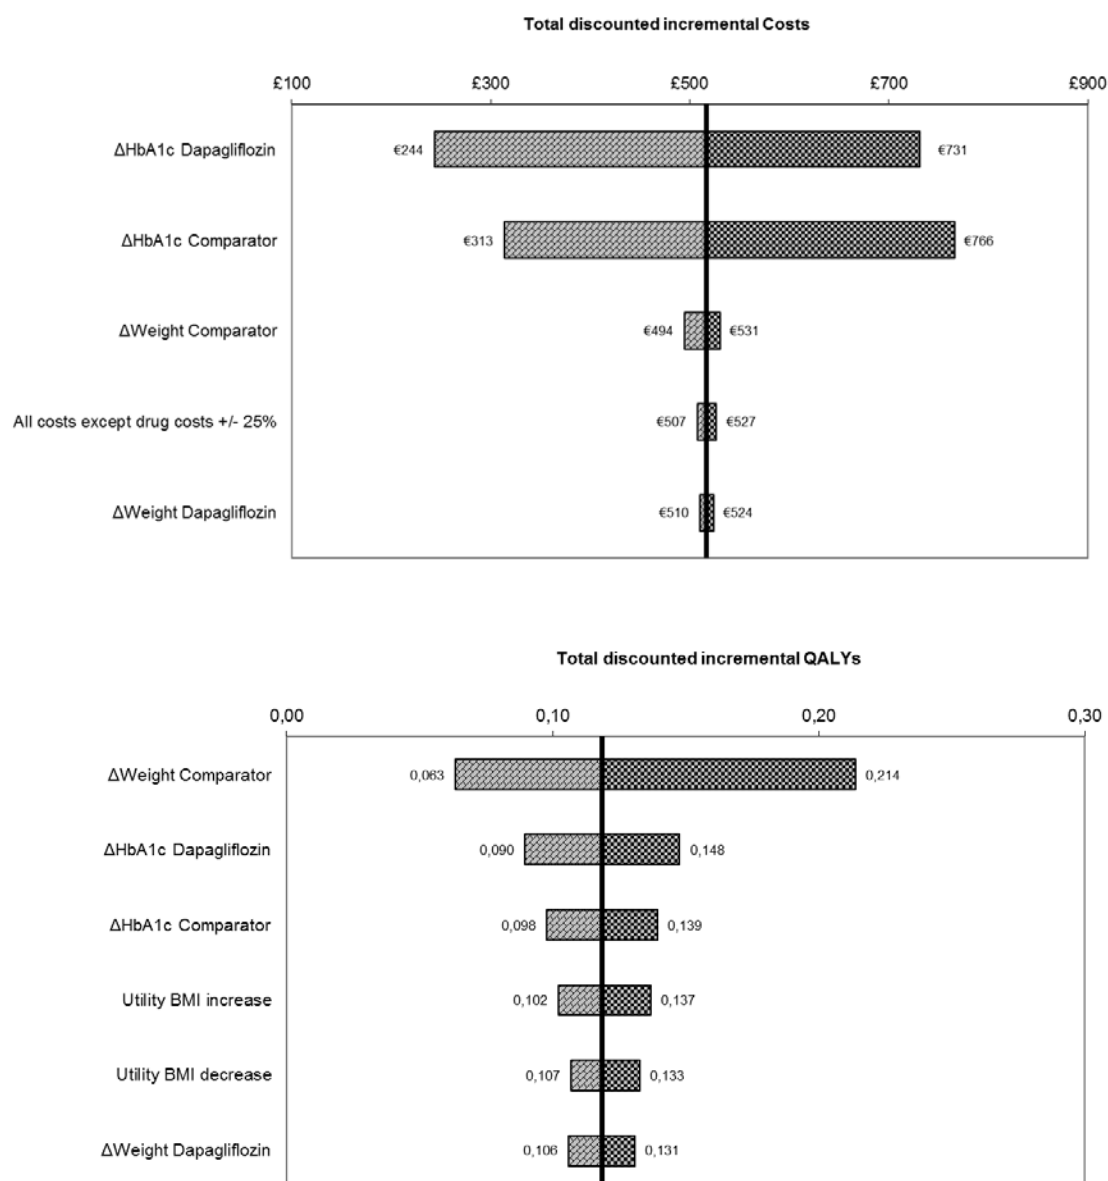 Total discounted incremental Costs
£100 £300 £500 £700 £900
ΔHbA1c Dapagliflozin €244 €731
ΔHbA1c Comparator €313 €766
ΔWeight Comparator €494 €531
All costs except drug costs +/- 25% €507 €527
ΔWeight Dapagliflozin €510 €524
Total discounted incremental QALYs
0,00 0,10 0,20 0,30
ΔWeight Comparator 0,063 0,214
ΔHbA1c Dapagliflozin 0,090 0,148
ΔHbA1c Comparator 0,098 0,139
Utility BMI increase 0,102 0,137
Utility BMI decrease 0,107 0,133
ΔWeight Dapagliflozin 0,106 0,131